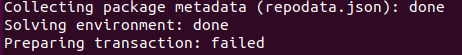 Collecting package metadata (repodata.json): done
Solving environment: done
Preparing transaction: failed